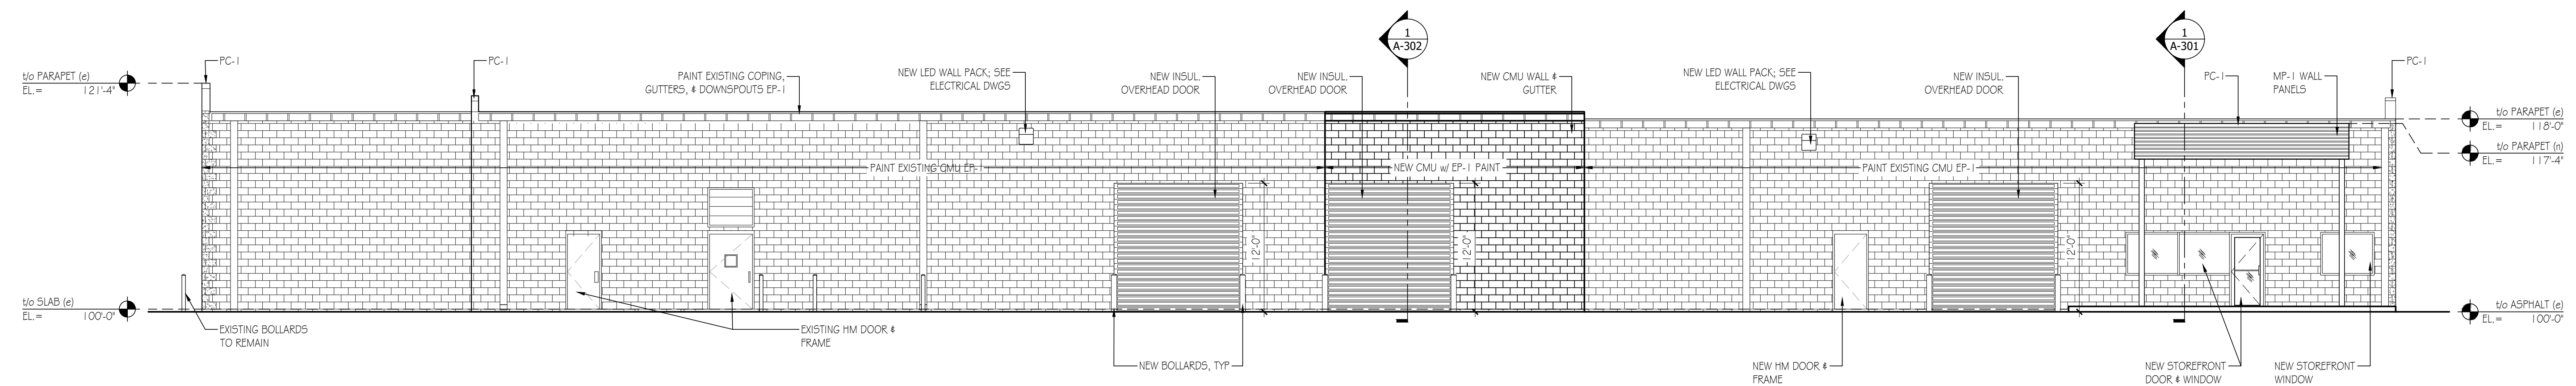 1
A-302
1
A-301
PC-1
PC-1
PC-1
t/o PARAPET (e)
EL.= 121'-4"
PAINT EXISTING COPING,
GUTTERS, & DOWNSPOUTS EP-1
NEW LED WALL PACK; SEE
ELECTRICAL DWGS
NEW INSUL.
OVERHEAD DOOR
NEW INSUL.
OVERHEAD DOOR
NEW CMU WALL &
GUTTER
NEW LED WALL PACK; SEE
ELECTRICAL DWGS
NEW INSUL.
OVERHEAD DOOR
PC-1
MP-1 WALL
PANELS
t/o PARAPET (e)
EL.= 118'-0"
t/o PARAPET (n)
EL.= 117'-4"
PAINT EXISTING CMU EP-1
NEW CMU w/ EP-1 PAINT
PAINT EXISTING CMU EP-1
12'-0"
12'-0"
12'-0"
t/o SLAB (e)
EL.= 100'-0"
t/o ASPHALT (e)
EL.= 100'-0"
EXISTING BOLLARDS
TO REMAIN
EXISTING HM DOOR &
FRAME
NEW BOLLARDS, TYP
NEW HM DOOR &
FRAME
NEW STOREFRONT
DOOR & WINDOW
NEW STOREFRONT
WINDOW